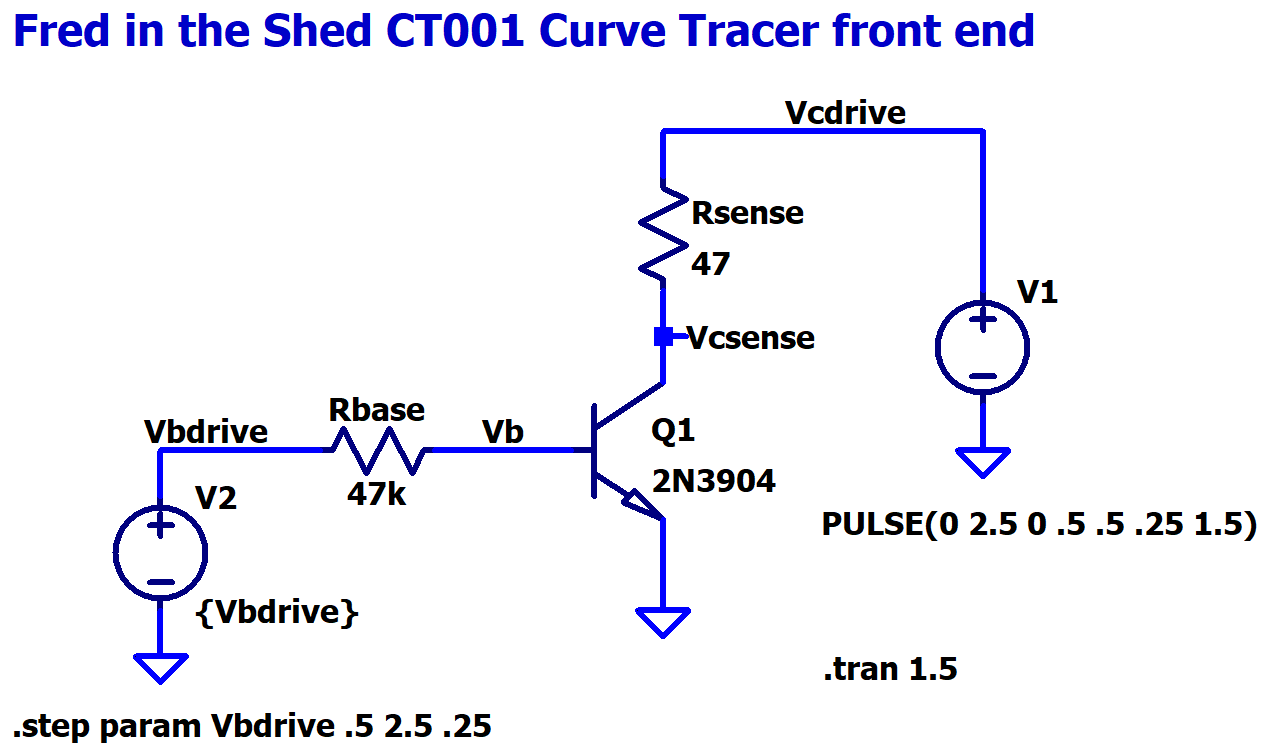 Fred in the Shed CT001 Curve Tracer front end
Vcdrive
Rsense
47
V1
Vcsense
Rbase
Vbdrive
Vb
Q1
47k
2N3904
V2
PULSE(0 2.5 0 .5 .5 .25 1.5)
{Vbdrive}
.tran 1.5
.step param Vbdrive .5 2.5 .25